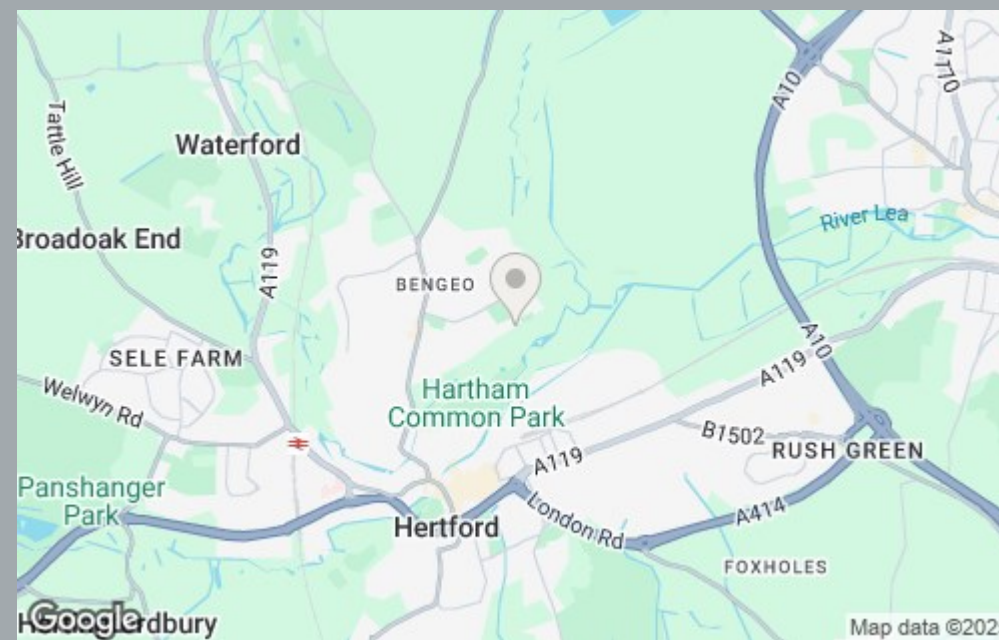 A10
A1170
Tattle Hill
Waterford
River Lea
Broadoak End
A119
BENGEO
SELE FARM
A10
A119
Welwyn Rd
Hartham
Common Park
B1502
RUSH GREEN
A119
Panshanger
Park
London Rd
A414
Hertford
FOXHOLES
Google
rdbury
Map data ©202